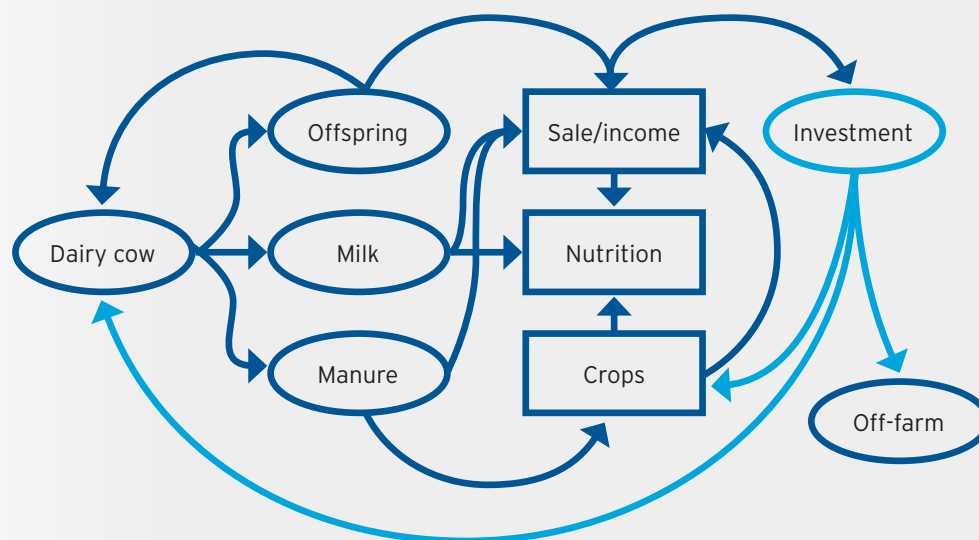 Offspring
Sale/income
Investment
Dairy cow
Milk
Nutrition
Manure
Crops
Off-farm